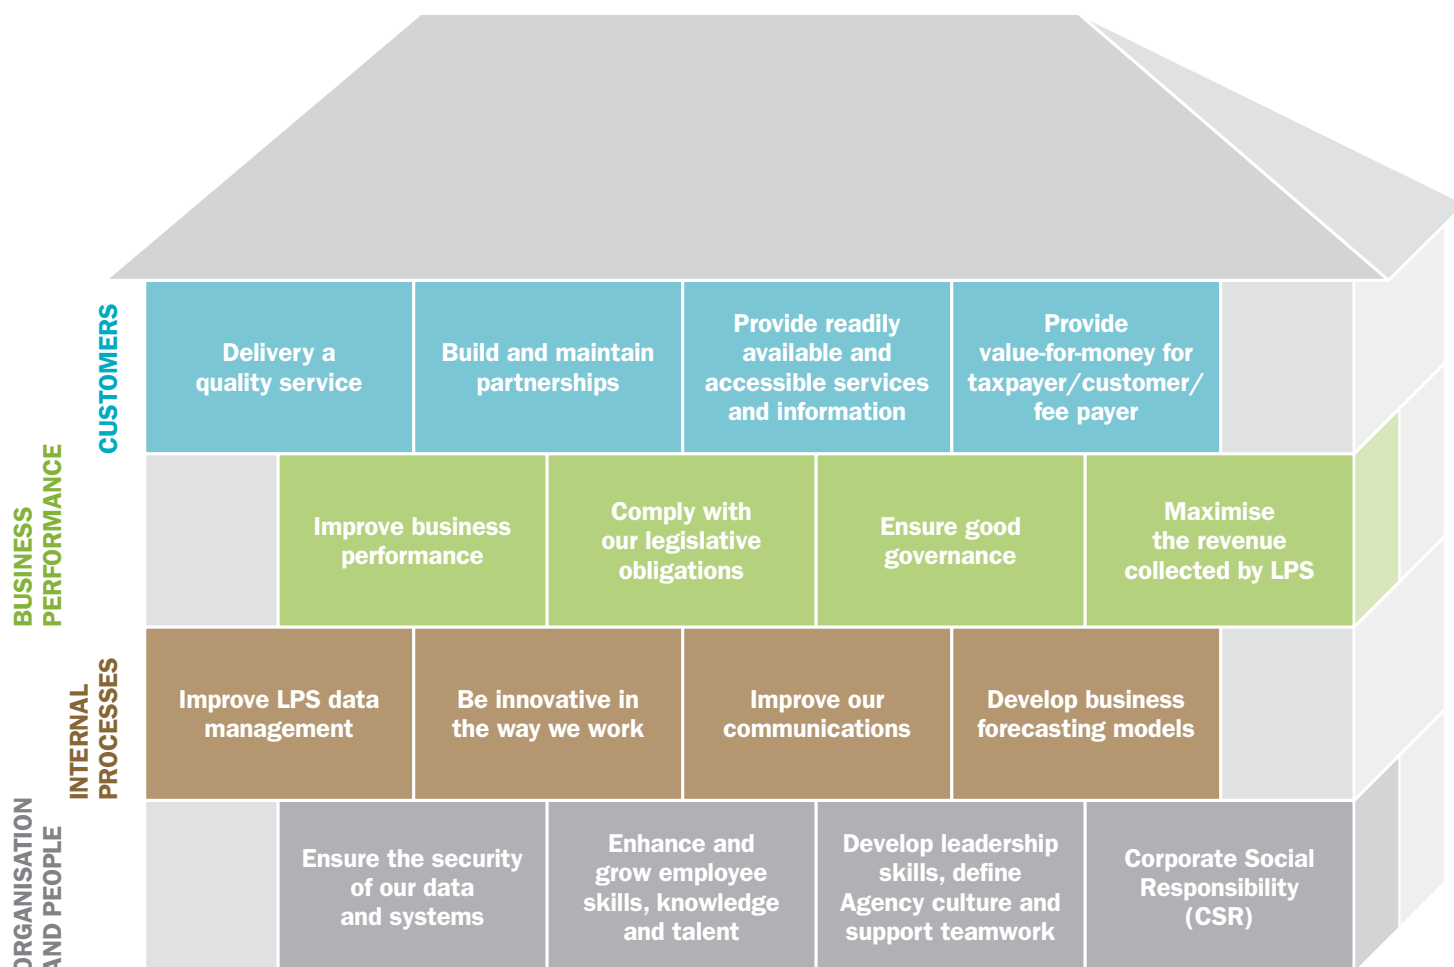 CUSTOMERS
Delivery a
quality service
Build and maintain
partnerships
Provide readily
available and
accessible services
and information
Provide
value-for-money for
taxpayer/customer/
fee payer
BUSINESS
PERFORMANCE
Improve business
performance
Comply with
our legislative
obligations
Ensure good
governance
Maximise
the revenue
collected by LPS
INTERNAL
PROCESSES
Improve LPS data
management
Be innovative in
the way we work
Improve our
communications
Develop business
forecasting models
ORGANISATION
AND PEOPLE
Ensure the security
of our data
and systems
Enhance and
grow employee
skills, knowledge
and talent
Develop leadership
skills, define
Agency culture and
support teamwork
Corporate Social
Responsibility
(CSR)